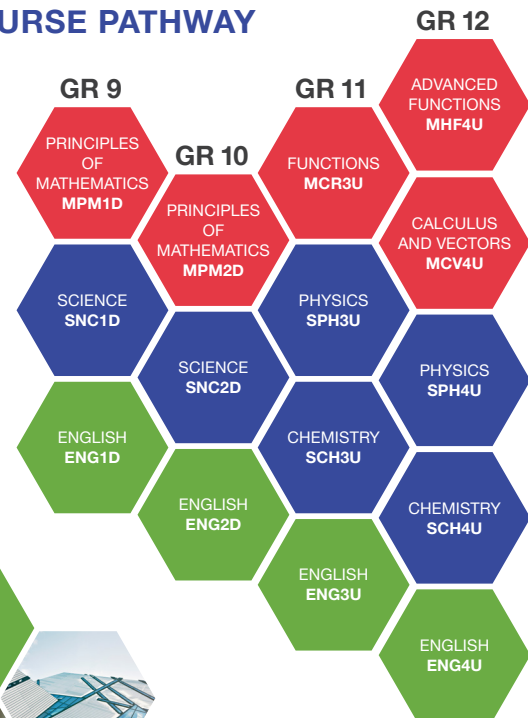 URSE PATHWAY
GR 9
PRINCIPLES
OF
MATHEMATICS
MPM1D
SCIENCE
SNC1D
ENGLISH
ENG1D
GR 10
PRINCIPLES
OF
MATHEMATICS
MPM2D
SCIENCE
SNC2D
ENGLISH
ENG2D
GR 11
FUNCTIONS
MCR3U
PHYSICS
SPH3U
CHEMISTRY
SCH3U
ENGLISH
ENG3U
GR 12
ADVANCED
FUNCTIONS
MHF4U
CALCULUS
AND VECTORS
MCV4U
PHYSICS
SPH4U
CHEMISTRY
SCH4U
ENGLISH
ENG4U